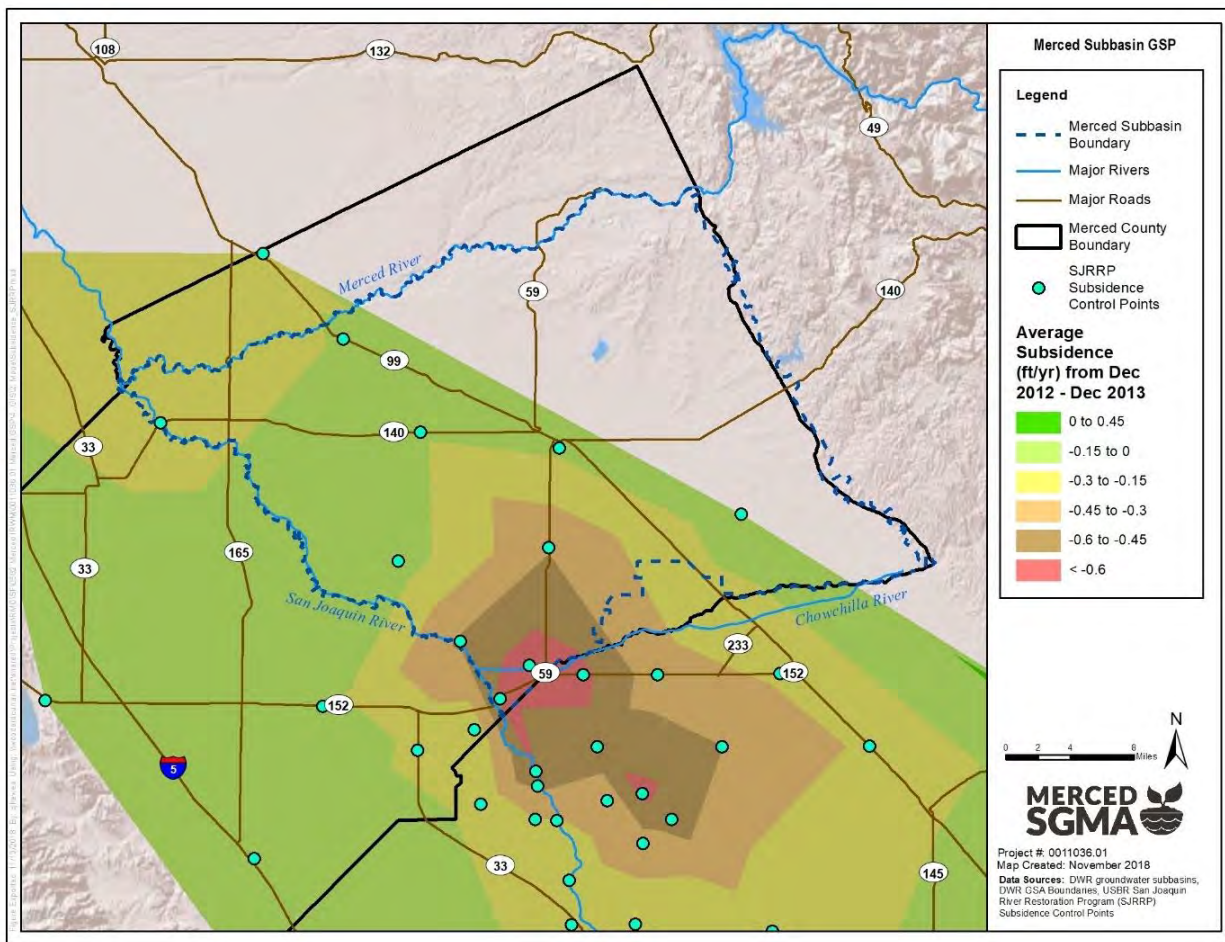 108
132
49
Merced River
59
140
99
140
33
165
33
San Joaquin River
Chowchilla River
233
59
152
152
5
33
145
Merced Subbasin GSP
Legend
Merced Subbasin
Boundary
Major Rivers
Major Roads
Merced County
Boundary
SJRRP
Subsidence
Control Points
Average
Subsidence
(ft/yr) from Dec
2012 - Dec 2013
0 to 0.45
-0.15 to 0
-0.3 to -0.15
-0.45 to -0.3
-0.6 to -0.45
< -0.6
N
0 2 4 8
Miles
MERCED
SGMA
Project #: 0011036.01
Map Created: November 2018
Data Sources: DWR groundwater subbasins,
DWR GSA Boundaries, USBR San Joaquin
River Restoration Program (SJRRP)
Subsidence Control Points